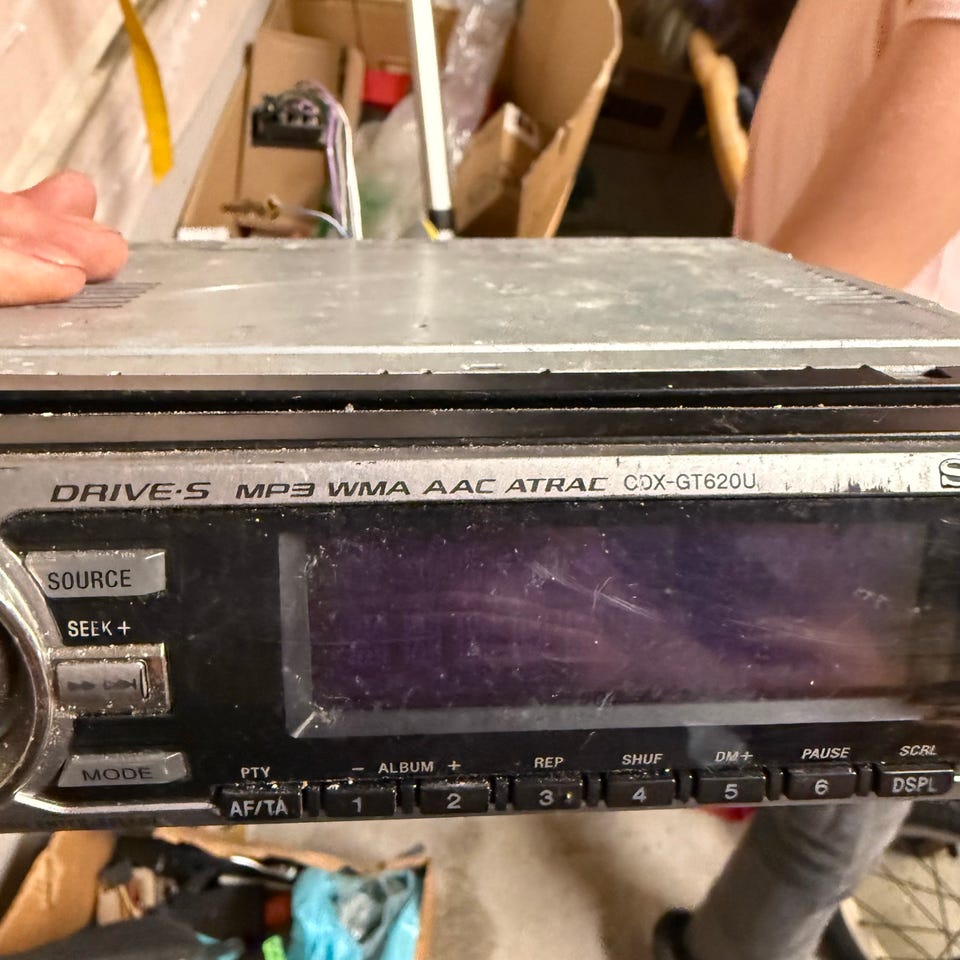 DRIVE·S MP3 WMA AAC ATRAC CDX-GT620U S
SOURCE
SEEK +
MODE
PTY - ALBUM + REP SHUF DM+ PAUSE SCRL
AF/TA 1 2 3 4 5 6 DSPL